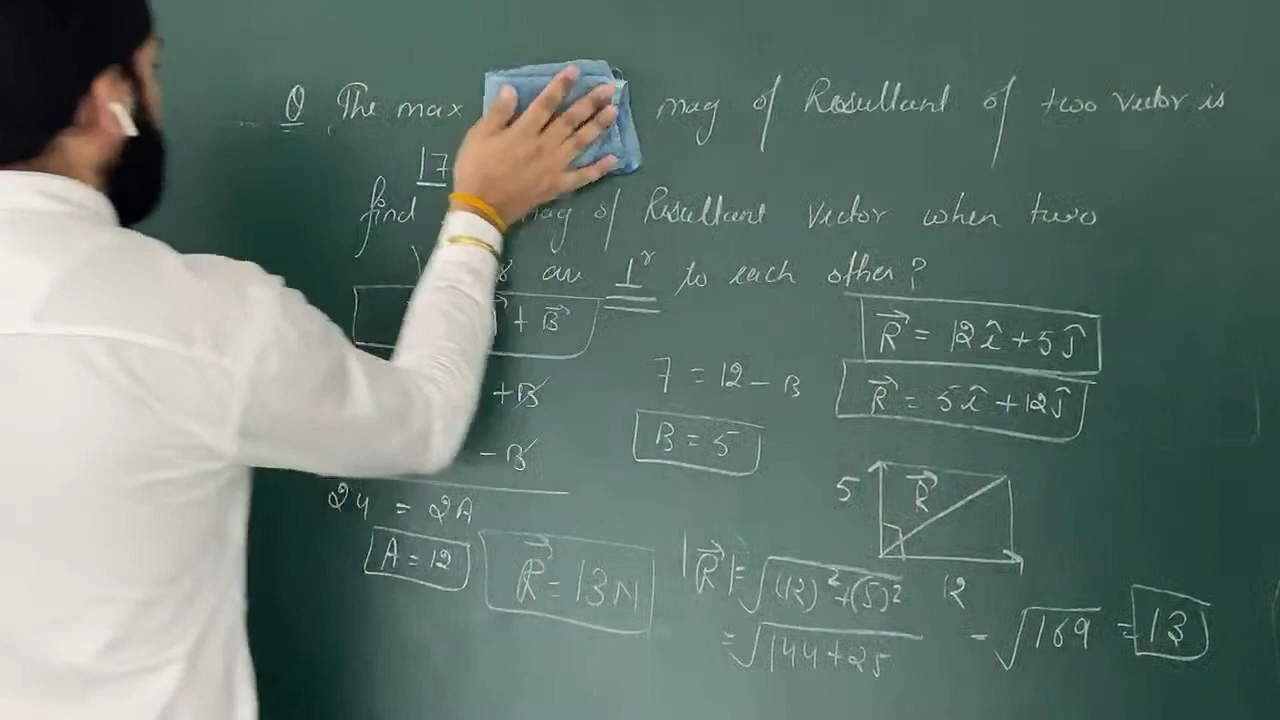 Q The max mag of Resultant of two vector is
17
find mag of Resultant vector when two
are ⊥r to each other?
+ B⃗
R⃗ = 12î + 5ĵ
7 = 12 - B
R⃗ = 5î + 12ĵ
+ B
B = 5
- B
5 R⃗
24 = 2A
A = 12
R⃗ = 13N
|R⃗| = √(12)² + (5)² 12
= √144 + 25 = √169 = 13